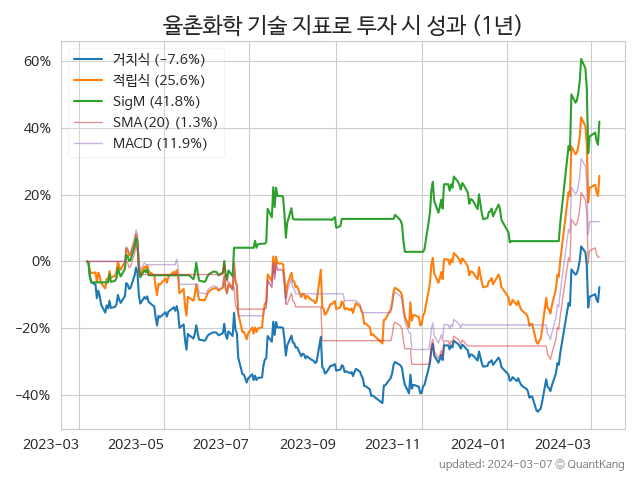 율촌화학 기술 지표로 투자 시 성과 (1년)
거치식 (−7.6%)
적립식 (25.6%)
SigM (41.8%)
SMA(20) (1.3%)
MACD (11.9%)
60%
40%
20%
0%
−20%
−40%
2023−03 2023−05 2023−07 2023−09 2023−11 2024−01 2024−03
updated: 2024-03-07 © QuantKang